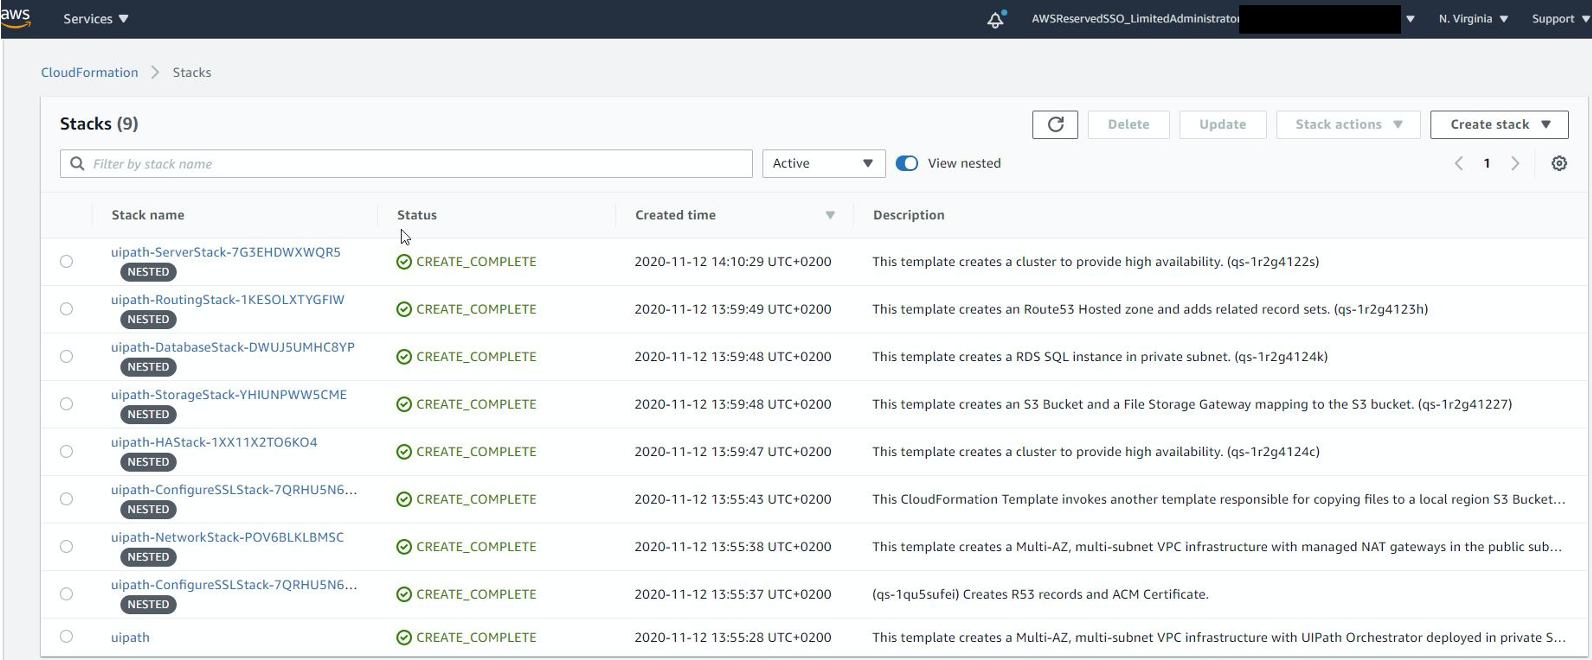 aws Services AWSReservedSSO_LimitedAdministrator N. Virginia Support
CloudFormation Stacks
Stacks (9) Delete Update Stack actions Create stack
Filter by stack name Active View nested 1
Stack name Status Created time Description
uipath-ServerStack-7G3EHDWXWQR5
NESTED
CREATE_COMPLETE 2020-11-12 14:10:29 UTC+0200 This template creates a cluster to provide high availability. (qs-1r2g4122s)
uipath-RoutingStack-1KESOLXTYGFIW
NESTED
CREATE_COMPLETE 2020-11-12 13:59:49 UTC+0200 This template creates an Route53 Hosted zone and adds related record sets. (qs-1r2g4123h)
uipath-DatabaseStack-DWUJ5UMHC8YP
NESTED
CREATE_COMPLETE 2020-11-12 13:59:48 UTC+0200 This template creates a RDS SQL instance in private subnet. (qs-1r2g4124k)
uipath-StorageStack-YHIUNPWW5CME
NESTED
CREATE_COMPLETE 2020-11-12 13:59:48 UTC+0200 This template creates an S3 Bucket and a File Storage Gateway mapping to the S3 bucket. (qs-1r2g41227)
uipath-HAStack-1XX11X2TO6KO4
NESTED
CREATE_COMPLETE 2020-11-12 13:59:47 UTC+0200 This template creates a cluster to provide high availability. (qs-1r2g4124c)
uipath-ConfigureSSLStack-7QRHU5N6...
NESTED
CREATE_COMPLETE 2020-11-12 13:55:43 UTC+0200 This CloudFormation Template invokes another template responsible for copying files to a local region S3 Bucket...
uipath-NetworkStack-POV6BLKLBMSC
NESTED
CREATE_COMPLETE 2020-11-12 13:55:38 UTC+0200 This template creates a Multi-AZ, multi-subnet VPC infrastructure with managed NAT gateways in the public sub...
uipath-ConfigureSSLStack-7QRHU5N6...
NESTED
CREATE_COMPLETE 2020-11-12 13:55:37 UTC+0200 (qs-1qu5sufei) Creates R53 records and ACM Certificate.
uipath CREATE_COMPLETE 2020-11-12 13:55:28 UTC+0200 This template creates a Multi-AZ, multi-subnet VPC infrastructure with UIPath Orchestrator deployed in private S...